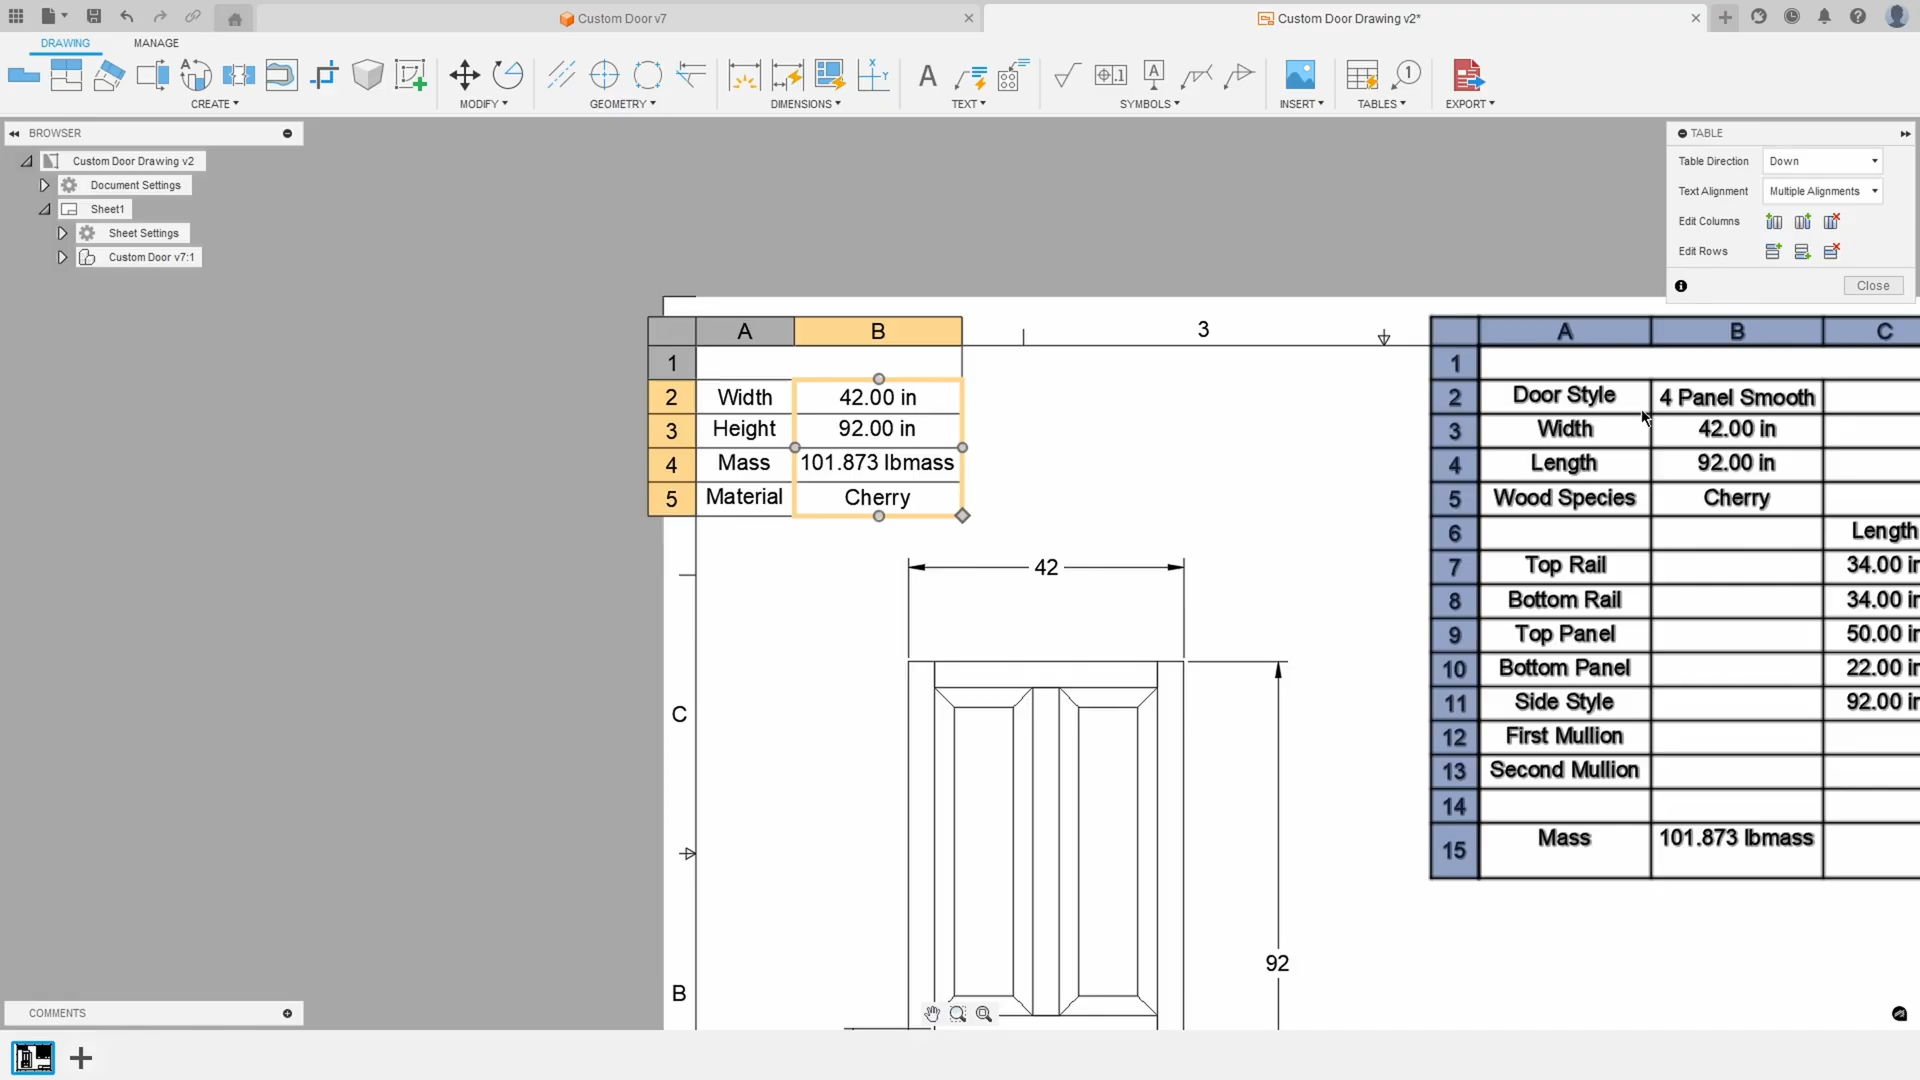 Custom Door v7
Custom Door Drawing v2*
DRAWING
MANAGE
CREATE
MODIFY
GEOMETRY
DIMENSIONS
TEXT
SYMBOLS
INSERT
TABLES
EXPORT
BROWSER
Custom Door Drawing v2
Document Settings
Sheet1
Sheet Settings
Custom Door v7:1
TABLE
Table Direction Down
Text Alignment Multiple Alignments
Edit Columns
Edit Rows
Close
A B
1
2 Width 42.00 in
3 Height 92.00 in
4 Mass 101.873 lbmass
5 Material Cherry
3
A B C
1
2 Door Style 4 Panel Smooth
3 Width 42.00 in
4 Length 92.00 in
5 Wood Species Cherry
6 Length
7 Top Rail 34.00 in
8 Bottom Rail 34.00 in
9 Top Panel 50.00 in
10 Bottom Panel 22.00 in
11 Side Style 92.00 in
12 First Mullion
13 Second Mullion
14
15 Mass 101.873 lbmass
42
C
92
B
COMMENTS